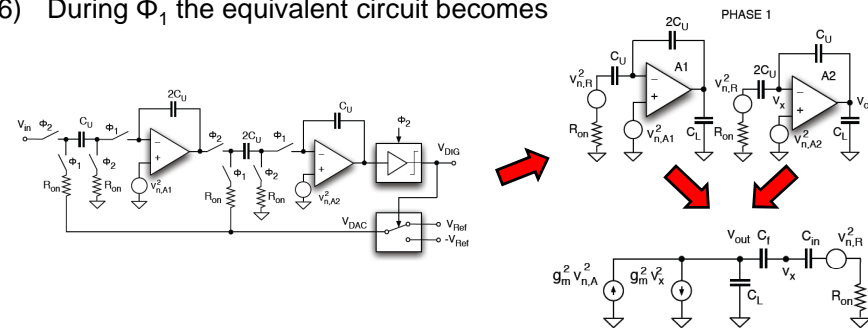 6) During Φ₁ the equivalent circuit becomes
PHASE 1
2C_U
C_U
A1
V²_n,R
R_on
V²_n,A1
C_L
C_U
2C_U
A2
V²_n,R
V_x
R_on
V²_n,A2
C_L
V_in Φ₂ C_U Φ₁ 2C_U Φ₂ 2C_U Φ₁ C_U Φ₂ V_DIG
Φ₁ Φ₂ Φ₁ Φ₂
R_on R_on V²_n,A1 R_on R_on V²_n,A2
V_DAC V_Ref
-V_Ref
V_out C_f C_in V²_n,R
g²_m V²_n,A g²_m V²_x V_x
C_L R_on